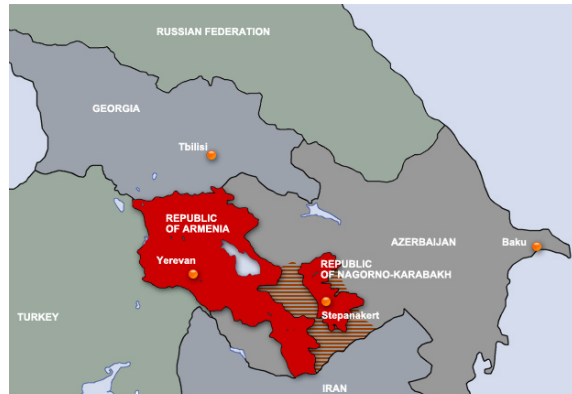 RUSSIAN FEDERATION
GEORGIA
Tbilisi
REPUBLIC
OF ARMENIA
AZERBAIJAN
Baku
Yerevan
REPUBLIC
OF NAGORNO-KARABAKH
Stepanakert
TURKEY
IRAN